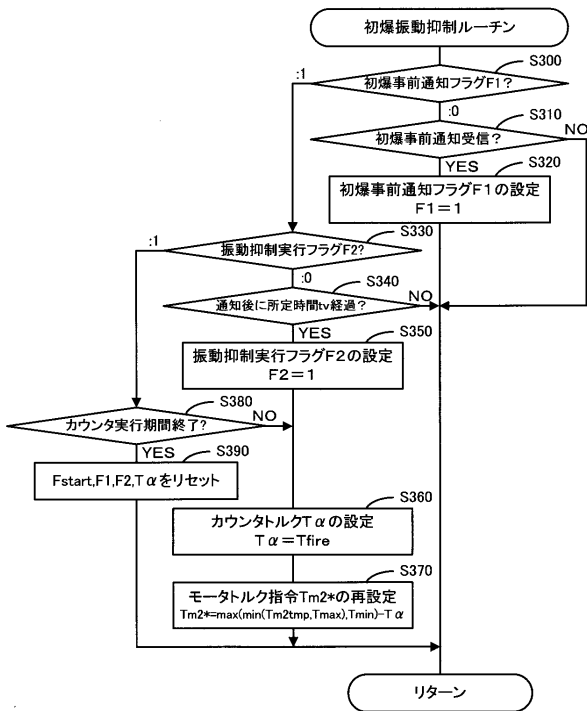 初爆振動抑制ルーチン
S300
初爆事前通知フラグF1?
:1
:0
S310
初爆事前通知受信?
NO
YES
S320
初爆事前通知フラグF1の設定
F1=1
S330
振動抑制実行フラグF2?
:1
:0
S340
通知後に所定時間tv経過?
NO
YES
S350
振動抑制実行フラグF2の設定
F2=1
S380
カウンタ実行期間終了?
NO
YES
S390
Fstart,F1,F2,Tαをリセット
S360
カウンタトルクTαの設定
Tα=Tfire
S370
モータトルク指令Tm2*の再設定
Tm2*=max(min(Tm2tmp,Tmax),Tmin)-Tα
リターン